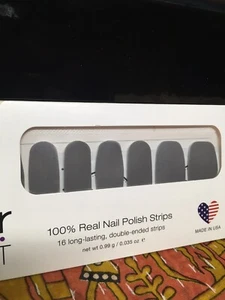 r
T
100% Real Nail Polish Strips
16 long-lasting, double-ended strips
net wt 0.99 g / 0.035 oz ℮
MADE IN USA